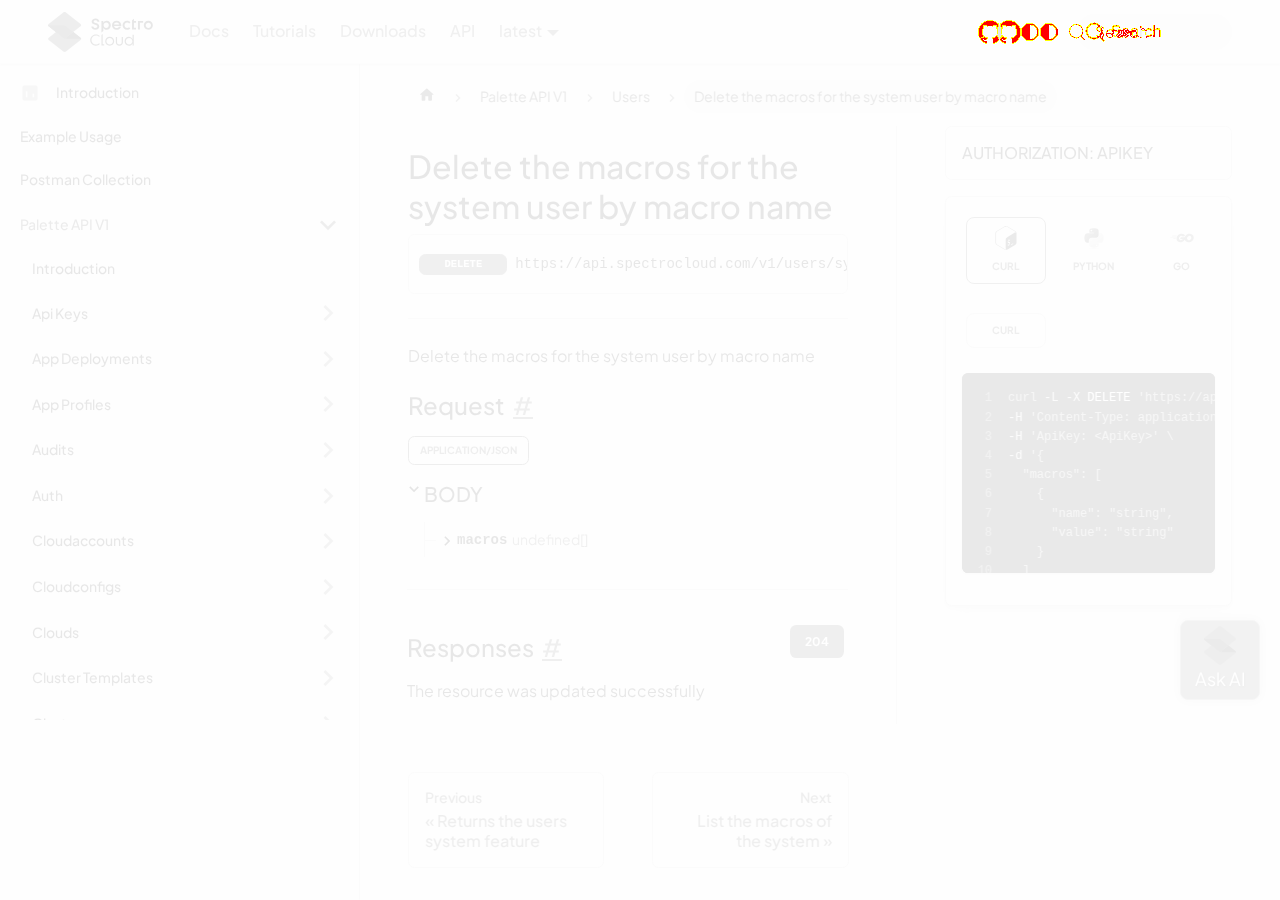 Spectro Cloud
Docs
Tutorials
Downloads
API
latest
Introduction
Example Usage
Postman Collection
Palette API V1
Introduction
Api Keys
App Deployments
App Profiles
Audits
Auth
Cloudaccounts
Cloudconfigs
Clouds
Cluster Templates
Palette API V1
Users
Delete the macros for the system user by macro name
Delete the macros for the
system user by macro name
DELETE https://api.spectrocloud.com/v1/users/sy
Delete the macros for the system user by macro name
Request #
APPLICATION/JSON
BODY
macros undefined[]
Responses #
204
The resource was updated successfully
Previous
« Returns the users
system feature
Next
List the macros of
the system »
AUTHORIZATION: APIKEY
CURL
PYTHON
GO
CURL
1 curl -L -X DELETE 'https://ap
2 -H 'Content-Type: application
3 -H 'ApiKey: <ApiKey>' \
4 -d '{
5 "macros": [
6 {
7 "name": "string",
8 "value": "string"
9 }
10 ]
Ask AI